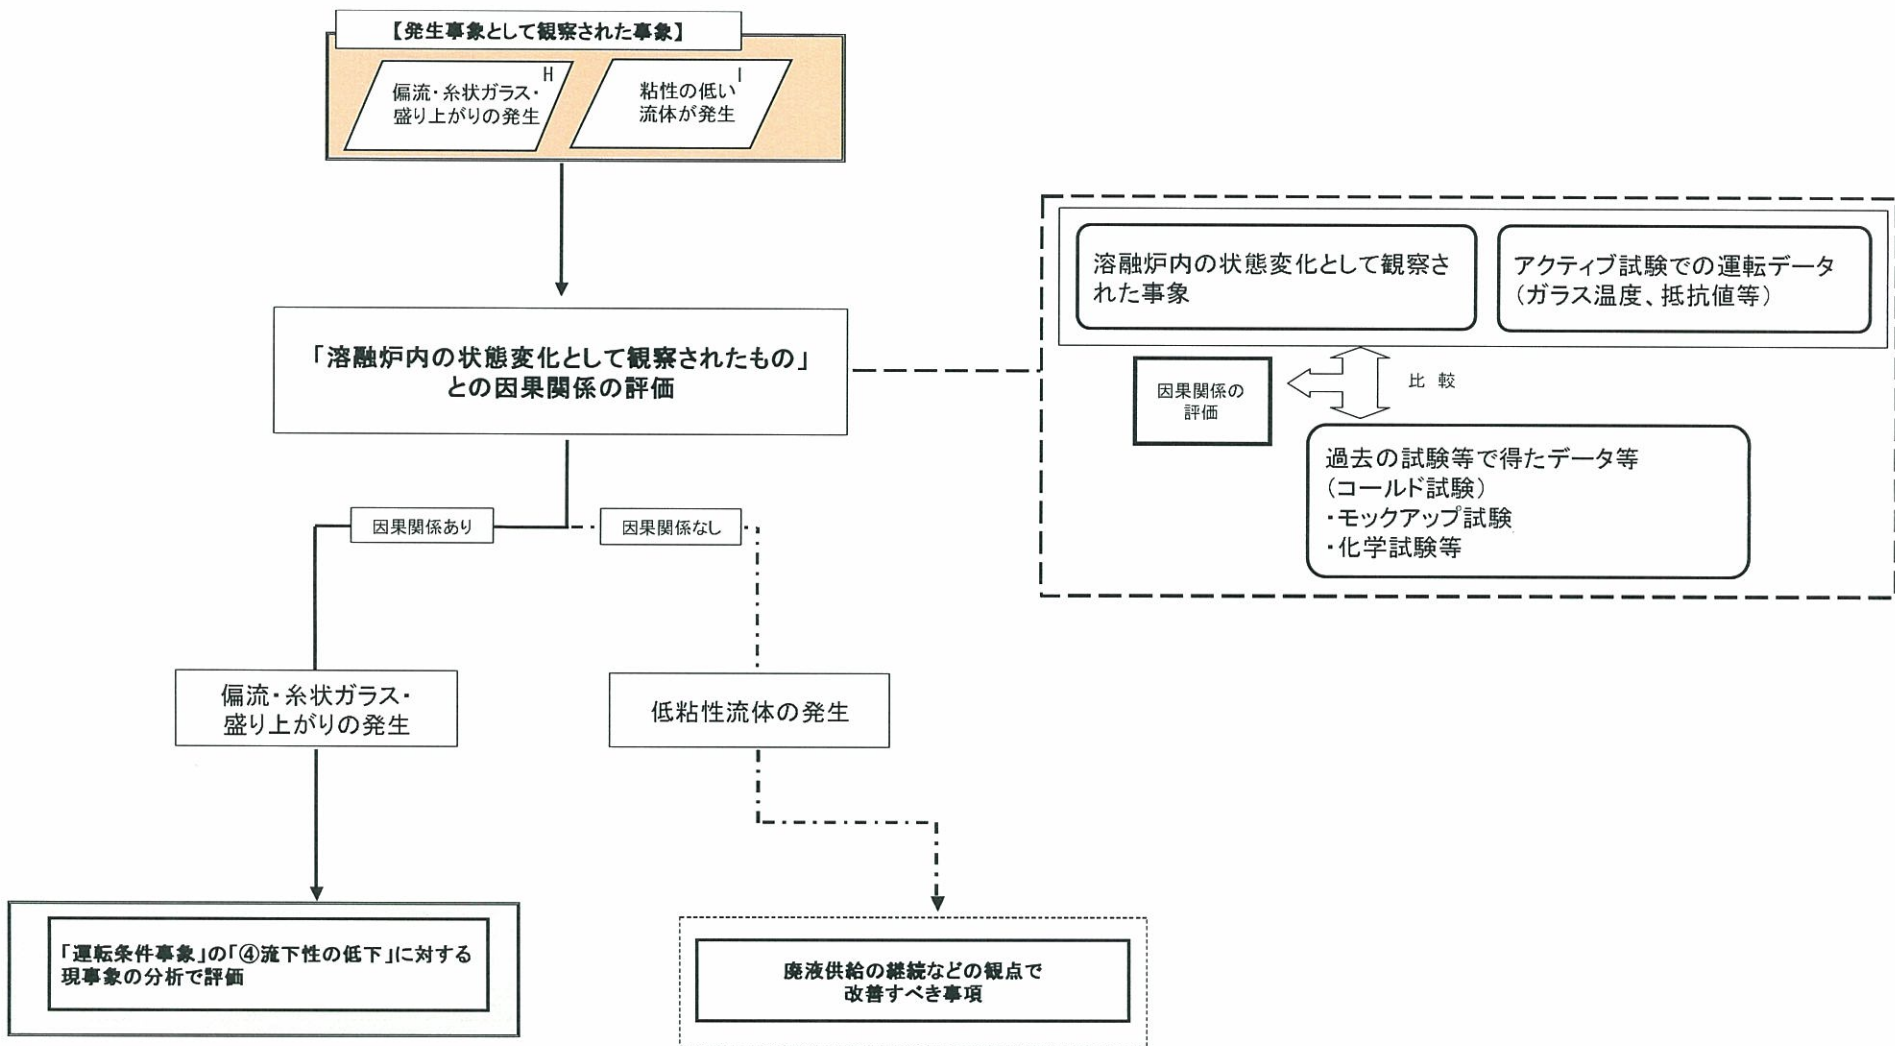 【発生事象として観察された事象】
H
偏流・糸状ガラス・
盛り上がりの発生
I
粘性の低い
流体が発生
「溶融炉内の状態変化として観察されたもの」
との因果関係の評価
溶融炉内の状態変化として観察さ
れた事象
アクティブ試験での運転データ
(ガラス温度、抵抗値等)
因果関係の
評価
比 較
過去の試験等で得たデータ等
(コールド試験)
・モックアップ試験
・化学試験等
因果関係あり
因果関係なし
偏流・糸状ガラス・
盛り上がりの発生
低粘性流体の発生
「運転条件事象」の「④流下性の低下」に対する
現事象の分析で評価
廃液供給の継続などの観点で
改善すべき事項